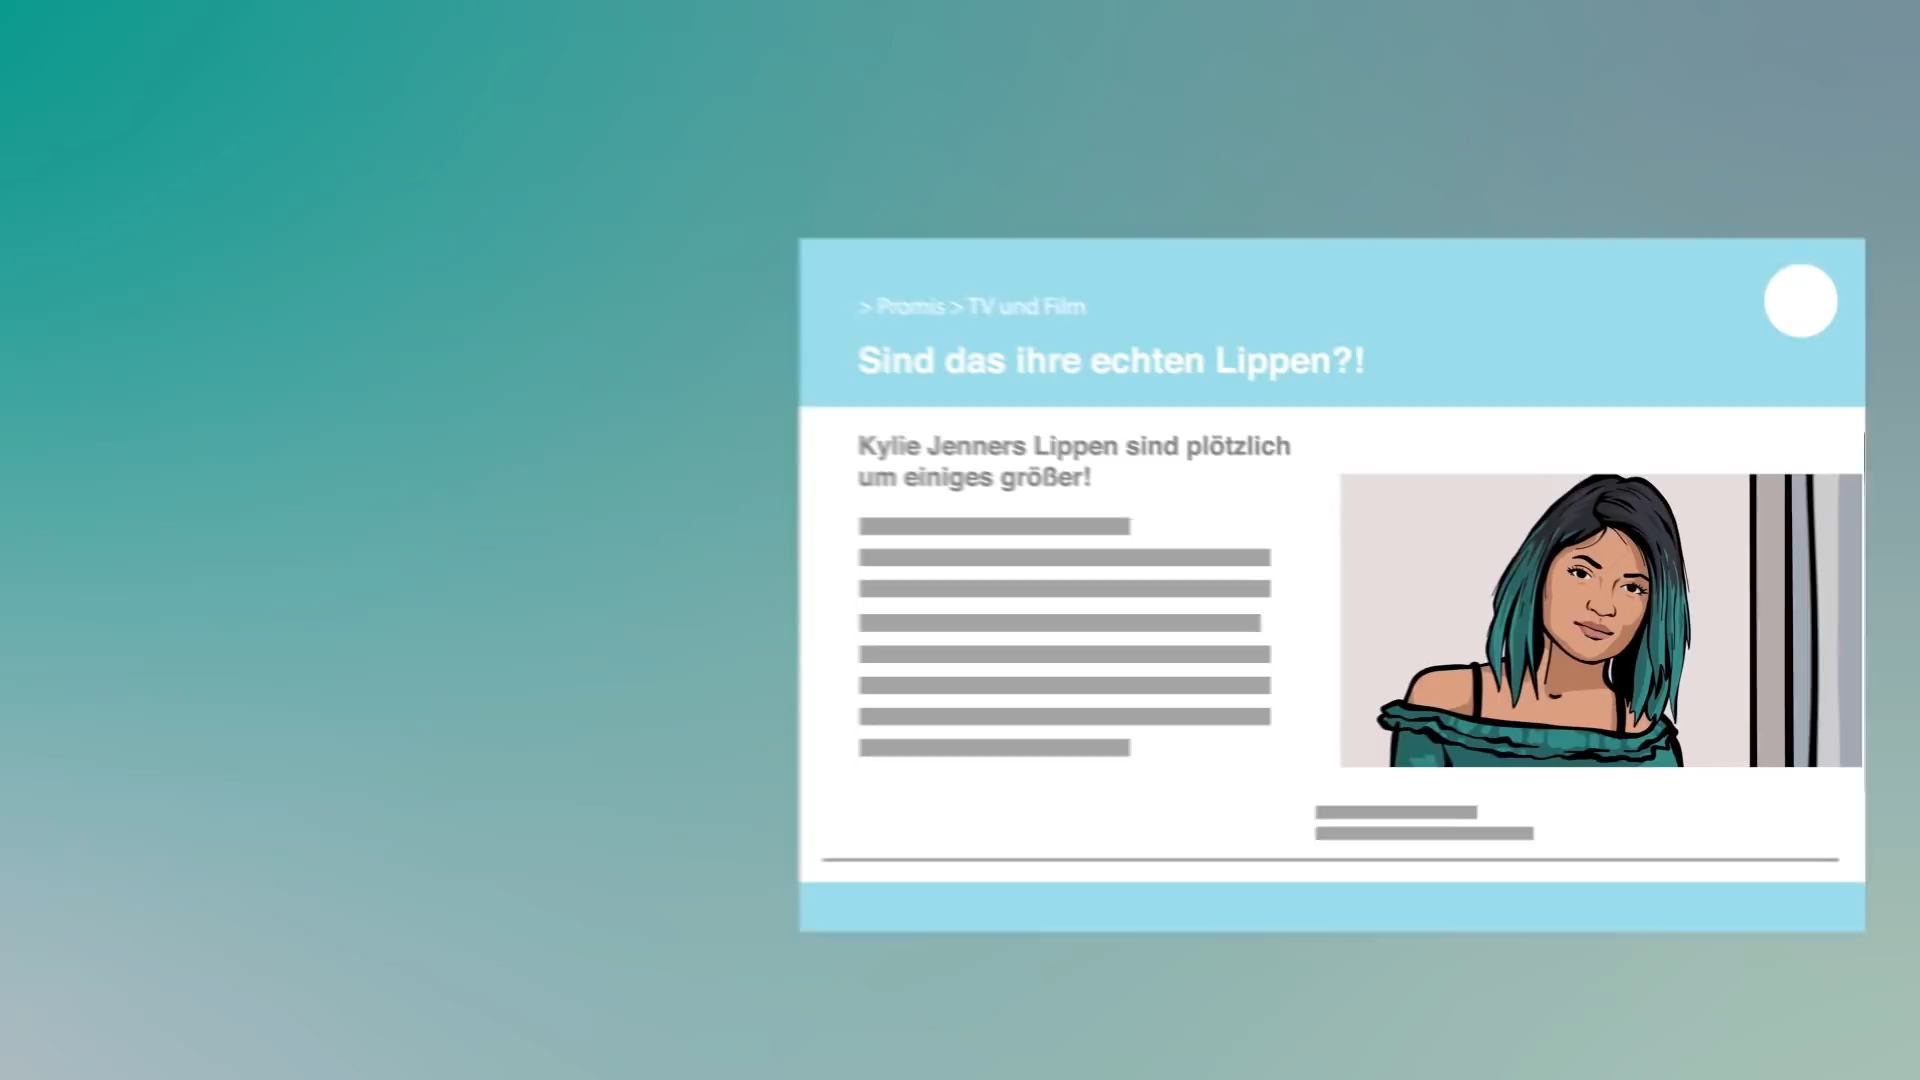 > Promis > TV und Film
Sind das ihre echten Lippen?!
Kylie Jenners Lippen sind plötzlich
um einiges größer!